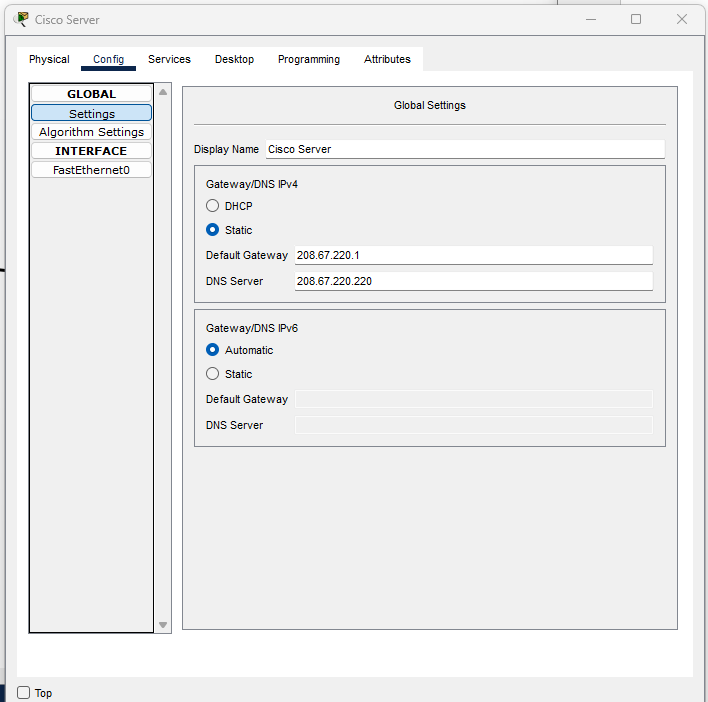 Cisco Server
Physical Config Services Desktop Programming Attributes
GLOBAL
Settings
Algorithm Settings
INTERFACE
FastEthernet0
Global Settings
Display Name Cisco Server
Gateway/DNS IPv4
DHCP
Static
Default Gateway 208.67.220.1
DNS Server 208.67.220.220
Gateway/DNS IPv6
Automatic
Static
Default Gateway
DNS Server
Top